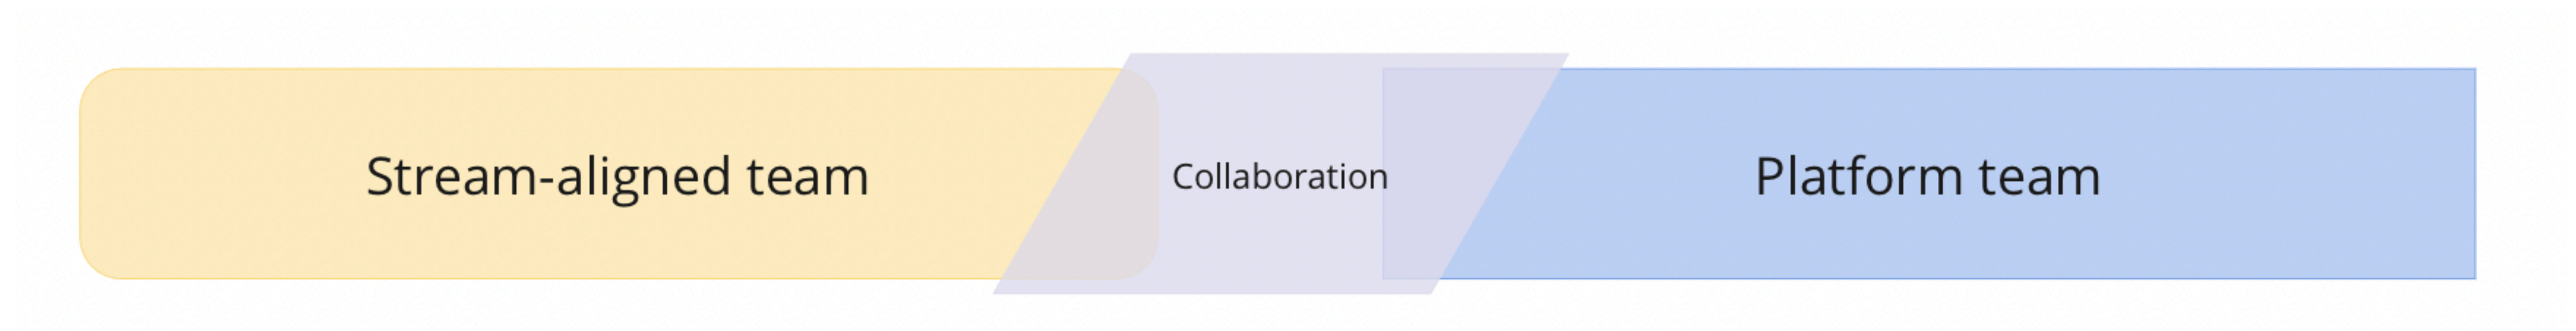 Stream-aligned team
Collaboration
Platform team